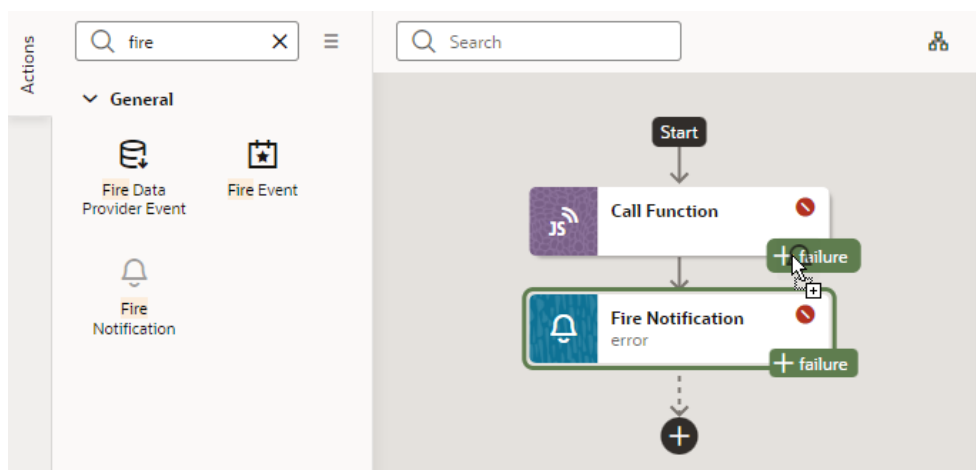 Actions
fire
General
Fire Data
Provider Event
Fire Event
Fire
Notification
Search
Start
JS
Call Function
+ failure
Fire Notification
error
+ failure